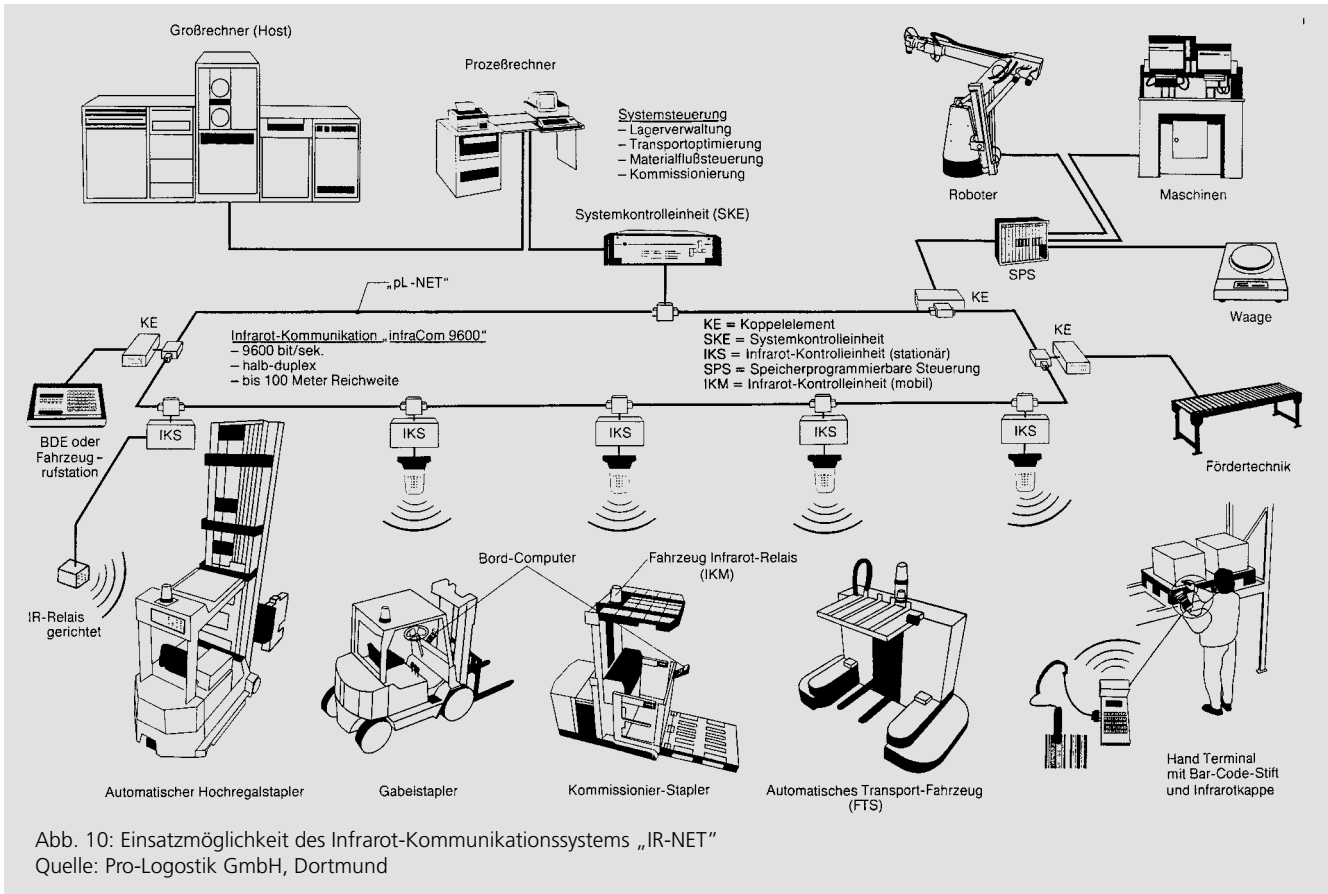 Großrechner (Host)
Prozeßrechner
Systemsteuerung
– Lagerverwaltung
– Transportoptimierung
– Materialflußsteuerung
– Kommissionierung
Roboter
Maschinen
Systemkontrolleinheit (SKE)
SPS
Waage
„pL-NET“
KE
KE
KE
Infrarot-Kommunikation „infraCom 9600“
– 9600 bit/sek.
– halb-duplex
– bis 100 Meter Reichweite
KE = Koppelelement
SKE = Systemkontrolleinheit
IKS = Infrarot-Kontrolleinheit (stationär)
SPS = Speicherprogrammierbare Steuerung
IKM = Infrarot-Kontrolleinheit (mobil)
BDE oder
Fahrzeug-
rufstation
IKS
IKS
IKS
IKS
IKS
Fördertechnik
Bord-Computer
Fahrzeug Infrarot-Relais
(IKM)
IR-Relais
gerichtet
Automatischer Hochregalstapler
Gabelstapler
Kommissionier-Stapler
Automatisches Transport-Fahrzeug
(FTS)
Hand Terminal
mit Bar-Code-Stift
und Infrarotkappe
Abb. 10: Einsatzmöglichkeit des Infrarot-Kommunikationssystems „IR-NET”
Quelle: Pro-Logostik GmbH, Dortmund